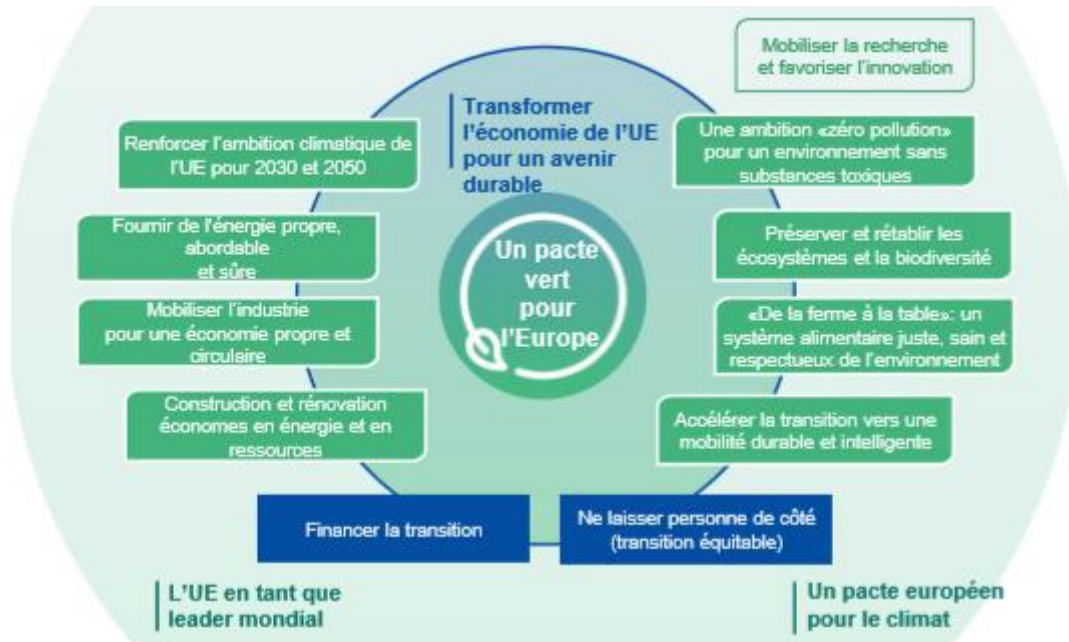 Mobiliser la recherche
et favoriser l'innovation
Transformer
l'économie de l'UE
pour un avenir
durable
Renforcer l'ambition climatique de
l'UE pour 2030 et 2050
Fournir de l'énergie propre,
abordable
et sûre
Mobiliser l'industrie
pour une économie propre et
circulaire
Construction et rénovation
économes en énergie et en
ressources
Un pacte
vert
pour
l'Europe
Une ambition «zéro pollution»
pour un environnement sans
substances toxiques
Préserver et rétablir les
écosystèmes et la biodiversité
«De la ferme à la table»: un
système alimentaire juste, sain et
respectueux de l'environnement
Accélérer la transition vers une
mobilité durable et intelligente
Financer la transition
Ne laisser personne de côté
(transition équitable)
L'UE en tant que
leader mondial
Un pacte européen
pour le climat